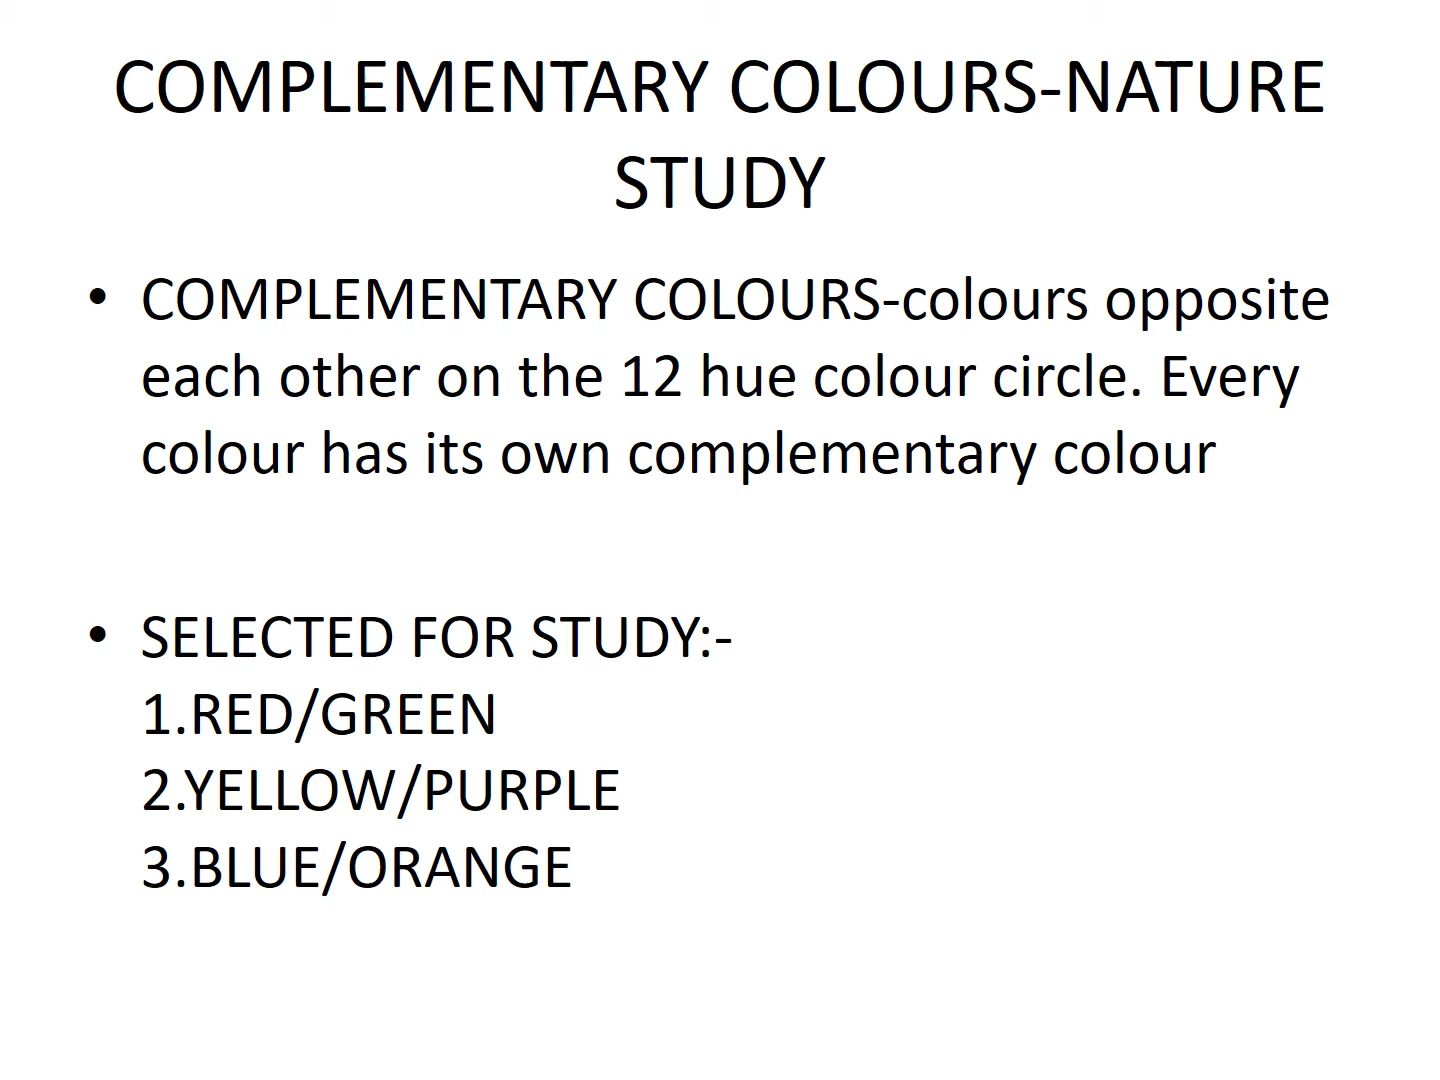 COMPLEMENTARY COLOURS-NATURE
STUDY
• COMPLEMENTARY COLOURS-colours opposite
each other on the 12 hue colour circle. Every
colour has its own complementary colour
• SELECTED FOR STUDY:-
1.RED/GREEN
2.YELLOW/PURPLE
3.BLUE/ORANGE